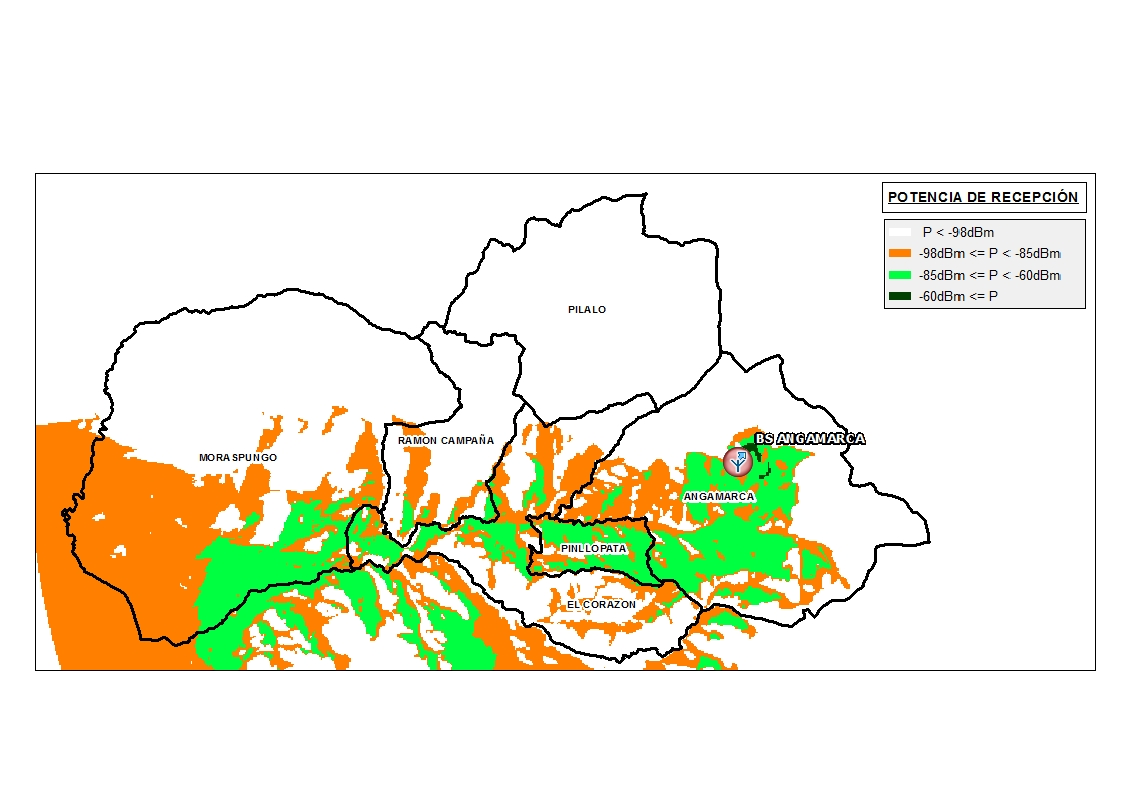 POTENCIA DE RECEPCIÓN
P < -98dBm
-98dBm <= P < -85dBm
-85dBm <= P < -60dBm
-60dBm <= P
PILALO
BS ANGAMARCA
RAMON CAMPAÑA
MORASPUNGO
ANGAMARCA
PINLLOPATA
EL CORAZON